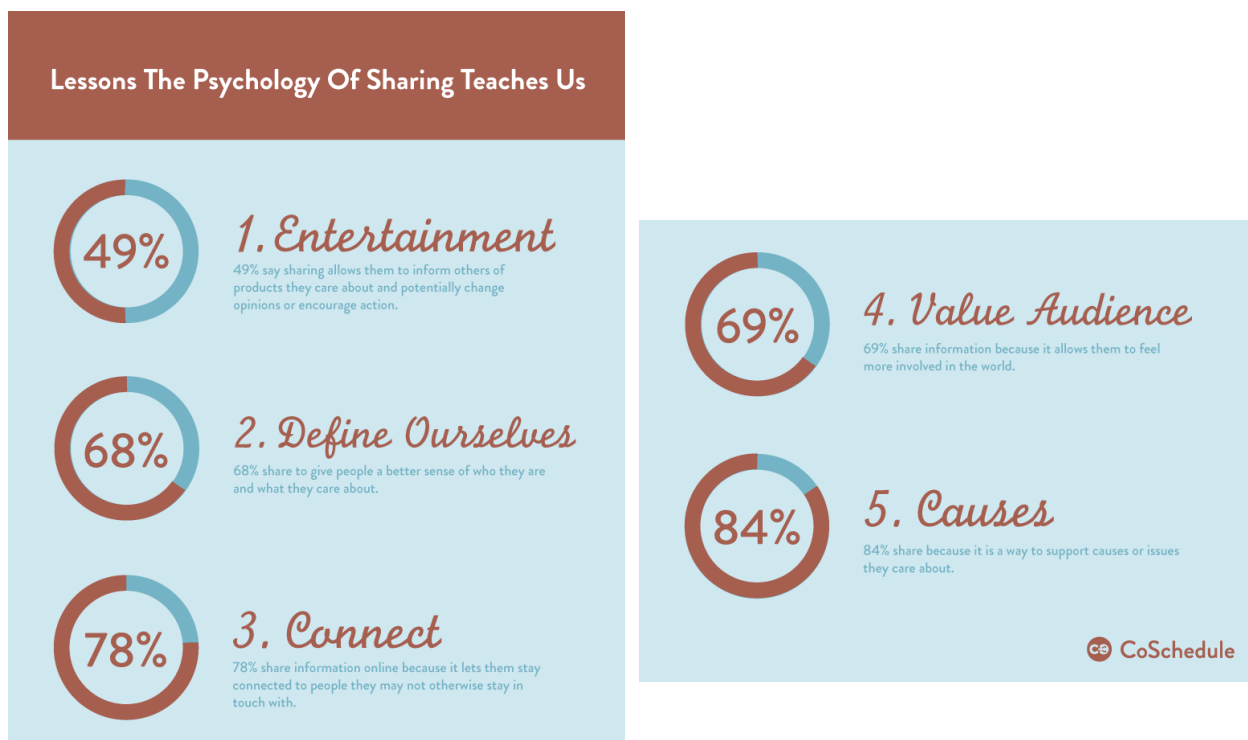 Lessons The Psychology Of Sharing Teaches Us
49%
1. Entertainment
49% say sharing allows them to inform others of
products they care about and potentially change
opinions or encourage action.
68%
2. Define Ourselves
68% share to give people a better sense of who they are
and what they care about.
78%
3. Connect
78% share information online because it lets them stay
connected to people they may not otherwise stay in
touch with.
69%
4. Value Audience
69% share information because it allows them to feel
more involved in the world.
84%
5. Causes
84% share because it is a way to support causes or issues
they care about.
CoSchedule